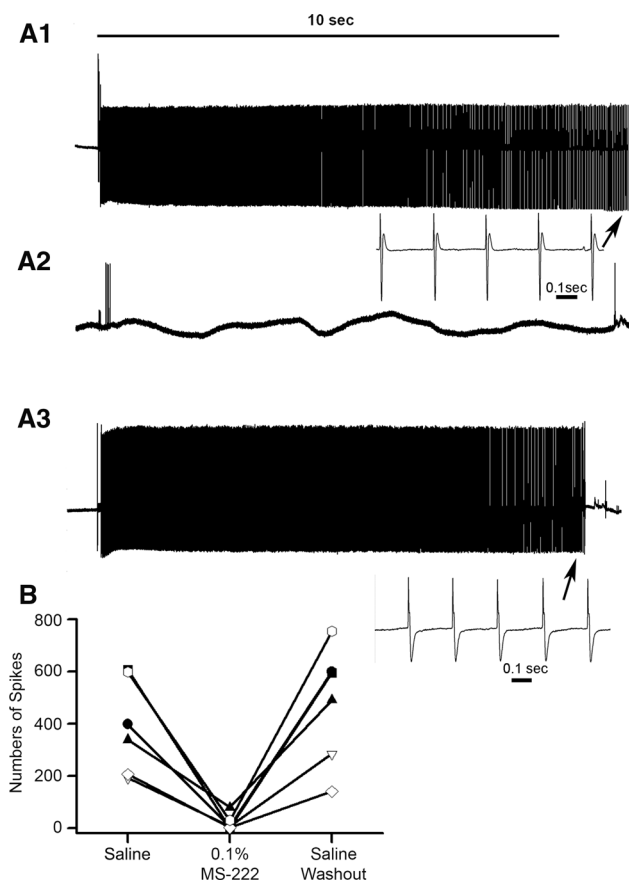 10 sec
A1
0.1sec
A2
A3
0.1 sec
B
Numbers of Spikes
800
600
400
200
0
Saline
0.1%
MS-222
Saline
Washout